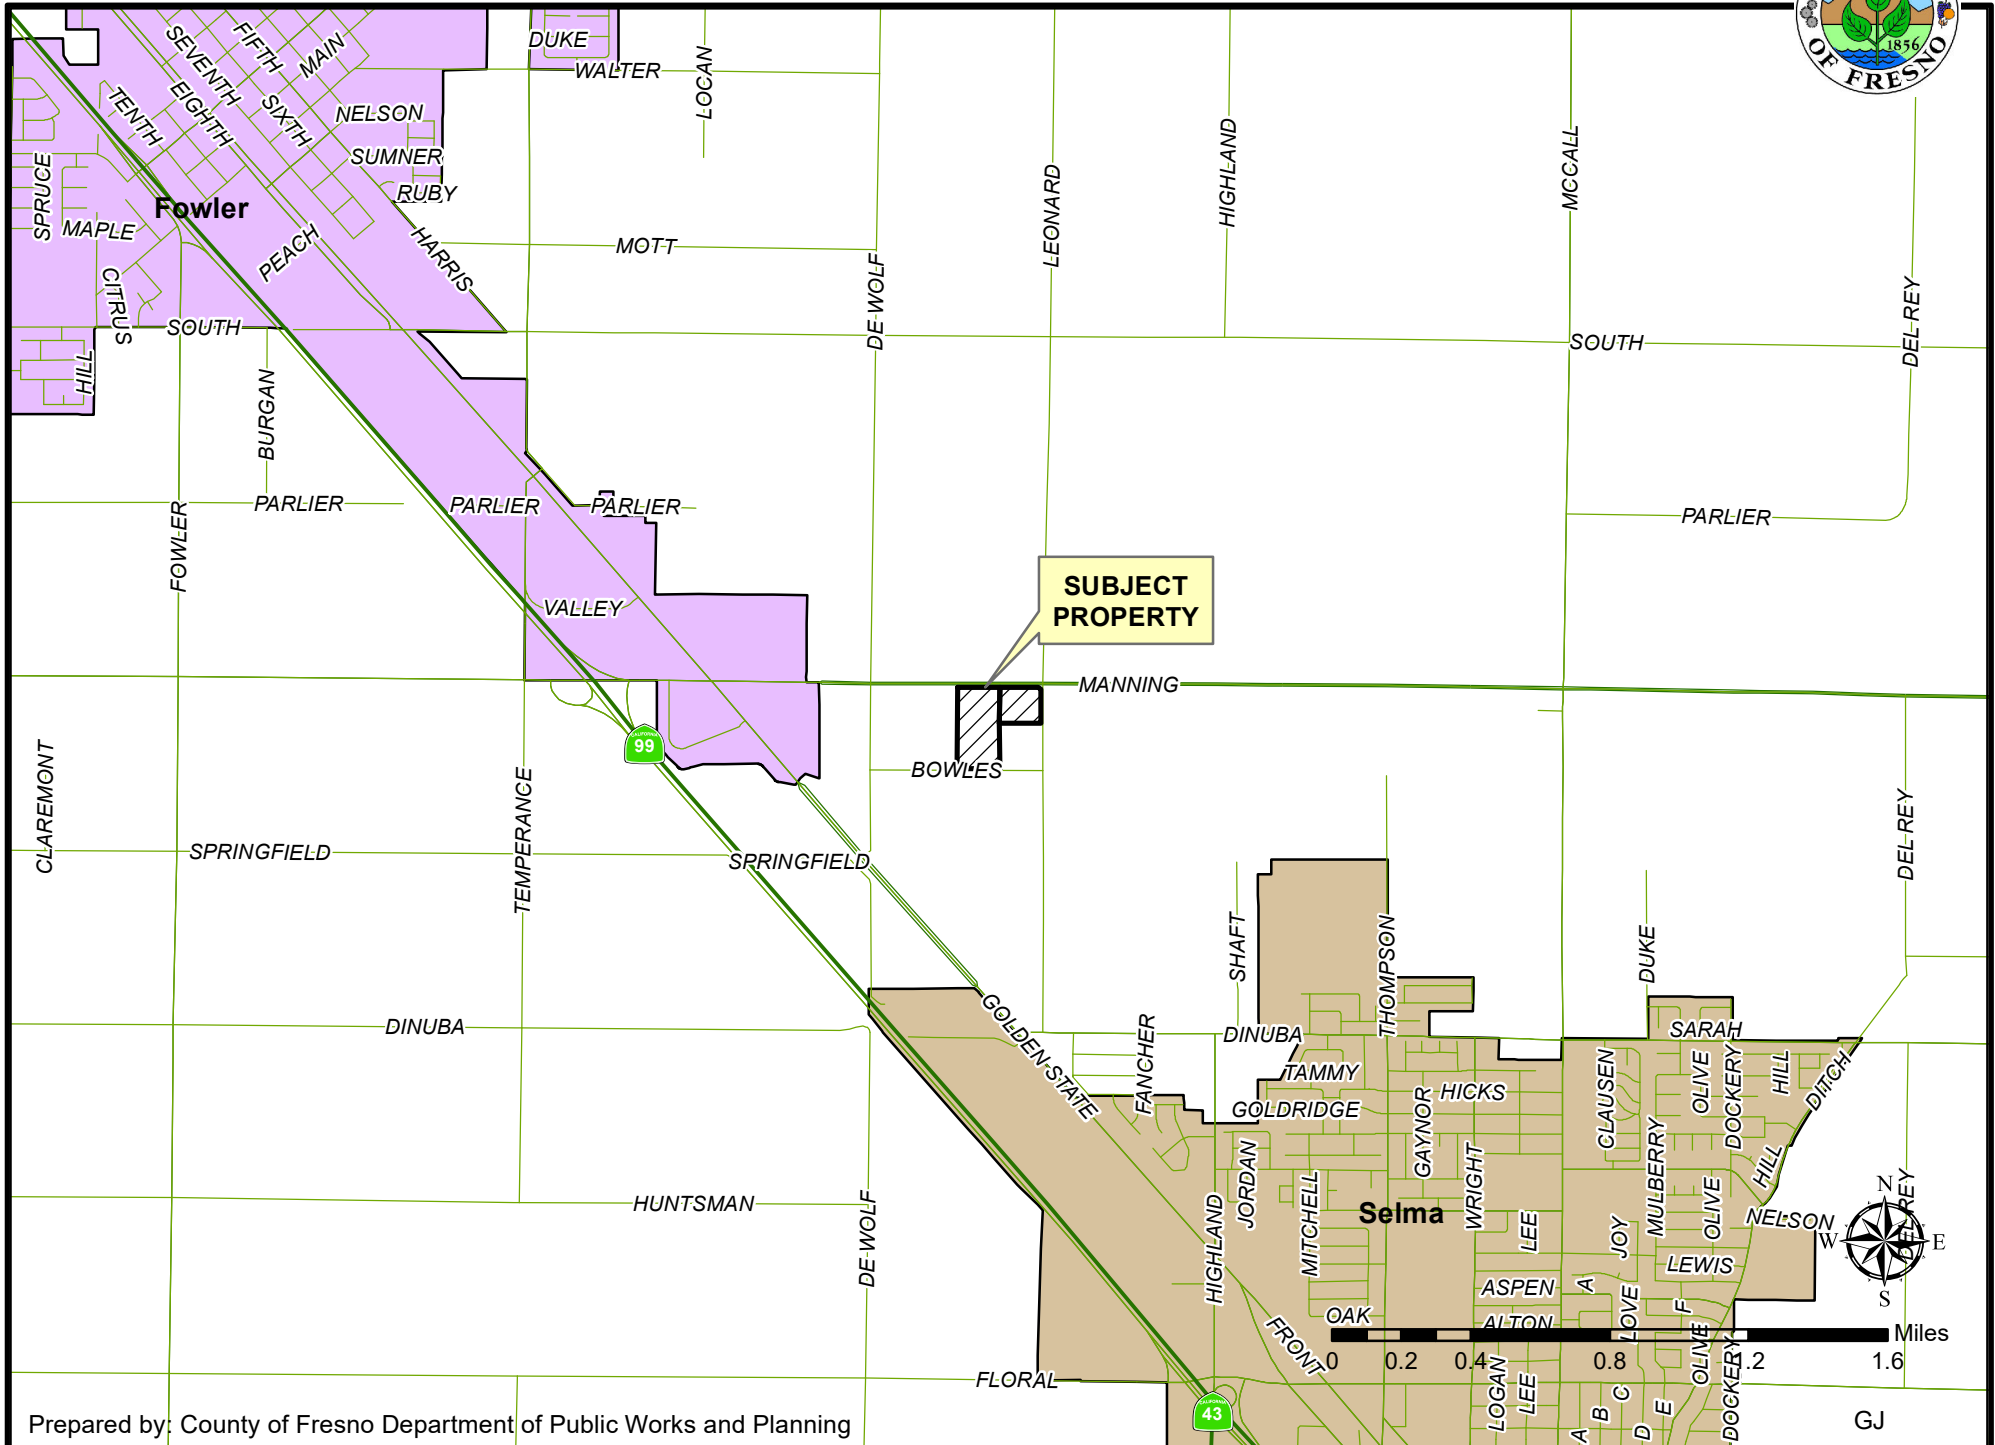 1856
OF FRESNO
DUKE
WALTER
LOCAN
SEVENTH
FIFTH
MAIN
TENTH
EIGHTH
SIXTH
NELSON
SUMNER
RUBY
HIGHLAND
MCCALL
SPRUCE
Fowler
MAPLE
LEONARD
PEACH
HARRIS
MOTT
CITRUS
DE WOLF
DEL REY
SOUTH
SOUTH
HILL
BURGAN
PARLIER
PARLIER
PARLIER
PARLIER
FOWLER
SUBJECT
PROPERTY
VALLEY
MANNING
CALIFORNIA
99
BOWLES
CLAREMONT
TEMPERANCE
SPRINGFIELD
SPRINGFIELD
DEL REY
SHAFT
THOMPSON
DUKE
DINUBA
GOLDEN STATE
FANCHER
DINUBA
SARAH
TAMMY
HICKS
GOLDRIDGE
GAYNOR
CLAUSEN
OLIVE
DOCKERY
HILL
DITCH
JORDAN
MITCHELL
WRIGHT
MULBERRY
HILL
HUNTSMAN
DE WOLF
HIGHLAND
Selma
LEE
JOY
OLIVE
NELSON
DEL REY
N
W
E
S
LEWIS
ASPEN
A
LOVE
F
OAK
ALTON
OLIVE
FRONT
Miles
0
0.2
0.4
0.8
1.2
1.6
FLORAL
LOGAN
LEE
A
B
C
D
E
DOCKERY
CALIFORNIA
43
Prepared by: County of Fresno Department of Public Works and Planning
GJ